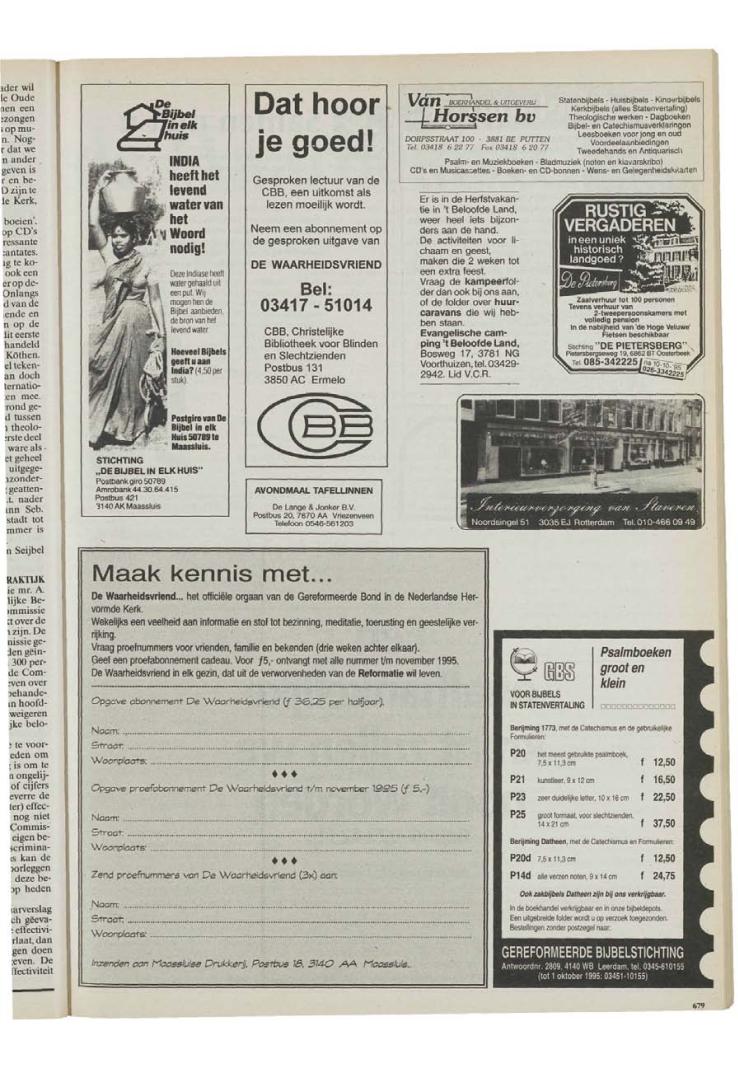 De
Bijbel
in elk
huis
INDIA
heeft het
levend
water van
het
Woord
nodig!
Deze Indiase heeft
water gehaald uit
een put. Wij
mogen hen de
Bijbel aanbieden,
de bron van het
levend water
Hoeveel Bijbels
geeft u aan
India? (4,50 per
stuk).
Postgiro van De
Bijbel in elk
Huis 50789 te
Maassluis.
STICHTING
„DE BIJBEL IN ELK HUIS"
Postbank giro 50789
Amrobank 44.30.64.415
Postbus 421
3140 AK Maassluis
Dat hoor
je goed!
Gesproken lectuur van de
CBB, een uitkomst als
lezen moeilijk wordt.
Neem een abonnement op
de gesproken uitgave van
DE WAARHEIDSVRIEND
Bel:
03417 - 51014
CBB, Christelijke
Bibliotheek voor Blinden
en Slechtzienden
Postbus 131
3850 AC Ermelo
CBB
AVONDMAAL TAFELLINNEN
De Lange & Jonker B.V.
Postbus 20, 7670 AA Vriezenveen
Telefoon 0546-561203
Van BOEKHANDEL & UITGEVERIJ
Horssen bv
DORPSSTRAAT 100 - 3881 BE PUTTEN
Tel. 03418 6 22 77 Fax 03418 6 20 77
Statenbijbels - Huisbijbels - Kinderbijbels
Kerkbijbels (alles Statenvertaling)
Theologische werken - Dagboeken
Bijbel- en Catechismusverklaringen
Leesboeken voor jong en oud
Voordeelaanbiedingen
Tweedehands en Antiquarisch
Psalm- en Muziekboeken - Bladmuziek (noten en klavarskribo)
CD's en Musicassettes - Boeken- en CD-bonnen - Wens- en Gelegenheidskaarten
Er is in de Herfstvakan-
tie in 't Beloofde Land,
weer heel iets bijzon-
ders aan de hand.
De activiteiten voor li-
chaam en geest,
maken die 2 weken tot
een extra feest.
Vraag de kampeerfol-
der dan ook bij ons aan,
of de folder over huur-
caravans die wij heb-
ben staan.
Evangelische cam-
ping 't Beloofde Land,
Bosweg 17, 3781 NG
Voorthuizen, tel. 03429-
2942. Lid V.C.R.
RUSTIG
VERGADEREN
in een uniek
historisch
landgoed ?
De Pietersberg
Zaalverhuur tot 100 personen
Tevens verhuur van
2-tweepersoonskamers met
volledig pension
In de nabijheid van 'de Hoge Veluwe'
Fietsen beschikbaar
Stichting "DE PIETERSBERG"
Pietersbergseweg 19, 6862 BT Oosterbeek
Tel. 085-342225 / na 10-10-'95
026-3342225
Interieurverzorging van Staveren
Noordsingel 51 3035 EJ Rotterdam Tel. 010-466 09 49
Maak kennis met...
De Waarheidsvriend... het officiële orgaan van de Gereformeerde Bond in de Nederlandse Her-
vormde Kerk.
Wekelijks een veelheid aan informatie en stof tot bezinning, meditatie, toerusting en geestelijke ver-
rijking.
Vraag proefnummers voor vrienden, familie en bekenden (drie weken achter elkaar).
Geef een proefabonnement cadeau. Voor f5,- ontvangt met alle nummer t/m november 1995.
De Waarheidsvriend in elk gezin, dat uit de verworvenheden van de Reformatie wil leven.
Opgave abonnement De Waarheidsvriend (f 36,25 per halfjaar).
Naam:
Straat:
Woonplaats:
Opgave proefabonnement De Waarheidsvriend t/m november 1995 (f 5,-)
Naam:
Straat:
Woonplaats:
Zend proefnummers van De Waarheidsvriend (3x) aan:
Naam:
Straat:
Woonplaats:
Inzenden aan Maassluise Drukkerij, Postbus 18, 3140 AA Maassluis.
GBS
VOOR BIJBELS
IN STATENVERTALING
Psalmboeken
groot en
klein
Berijming 1773, met de Catechismus en de gebruikelijke
Formulieren:
P20 het meest gebruikte psalmboek,
7,5 x 11,3 cm f 12,50
P21 kunstleer, 9 x 12 cm f 16,50
P23 zeer duidelijke letter, 10 x 16 cm f 22,50
P25 groot formaat, voor slechtzienden,
14 x 21 cm f 37,50
Berijming Datheen, met de Catechismus en Formulieren:
P20d 7,5 x 11,3 cm f 12,50
P14d alle verzen noten, 9 x 14 cm f 24,75
Ook zakbijbels Datheen zijn bij ons verkrijgbaar.
In de boekhandel verkrijgbaar en in onze bijbeldepots.
Een uitgebreide folder wordt u op verzoek toegezonden.
Bestellingen zonder postzegel naar:
GEREFORMEERDE BIJBELSTICHTING
Antwoordnr. 2809, 4140 WB Leerdam, tel. 0345-610155
(tot 1 oktober 1995: 03451-10155)
679